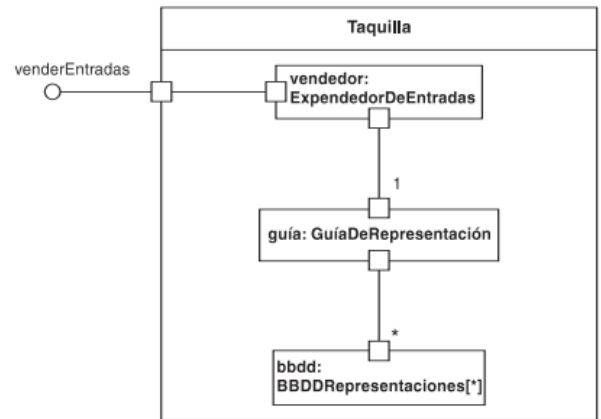 Taquilla
venderEntradas
vendedor:
ExpendedorDeEntradas
1
guía: GuíaDeRepresentación
*
bbdd:
BBDDRepresentaciones[*]